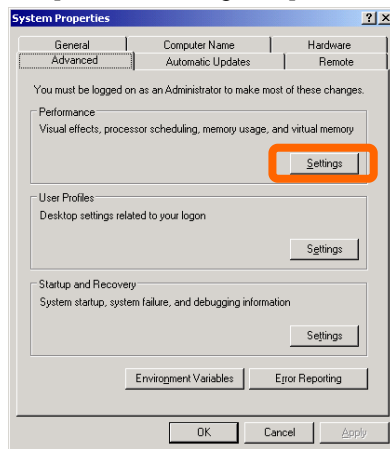 System Properties
General Computer Name Hardware
Advanced Automatic Updates Remote
You must be logged on as an Administrator to make most of these changes.
Performance
Visual effects, processor scheduling, memory usage, and virtual memory
Settings
User Profiles
Desktop settings related to your logon
Settings
Startup and Recovery
System startup, system failure, and debugging information
Settings
Environment Variables Error Reporting
OK Cancel Apply